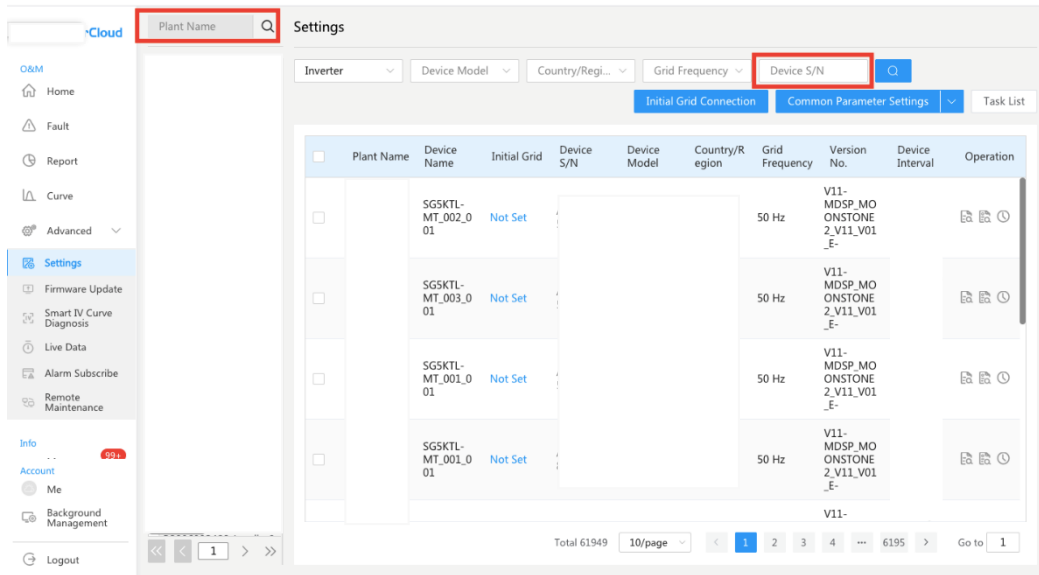 Cloud
O&M
Home
Fault
Report
Curve
Advanced
Settings
Firmware Update
Smart IV Curve
Diagnosis
Live Data
Alarm Subscribe
Remote
Maintenance
Info
99+
Account
Me
Background
Management
Logout
Plant Name
1
Settings
Inverter
Device Model
Country/Regi...
Grid Frequency
Device S/N
Initial Grid Connection
Common Parameter Settings
Task List
Plant Name
Device
Name
Initial Grid
Device
S/N
Device
Model
Country/R
egion
Grid
Frequency
Version
No.
Device
Interval
Operation
SG5KTL-
MT_002_0
01
Not Set
50 Hz
V11-
MDSP_MO
ONSTONE
2_V11_V01
_E-
SG5KTL-
MT_003_0
01
Not Set
50 Hz
V11-
MDSP_MO
ONSTONE
2_V11_V01
_E-
SG5KTL-
MT_001_0
01
Not Set
50 Hz
V11-
MDSP_MO
ONSTONE
2_V11_V01
_E-
SG5KTL-
MT_001_0
01
Not Set
50 Hz
V11-
MDSP_MO
ONSTONE
2_V11_V01
_E-
V11-
Total 61949
10/page
1
2
3
4
...
6195
Go to
1